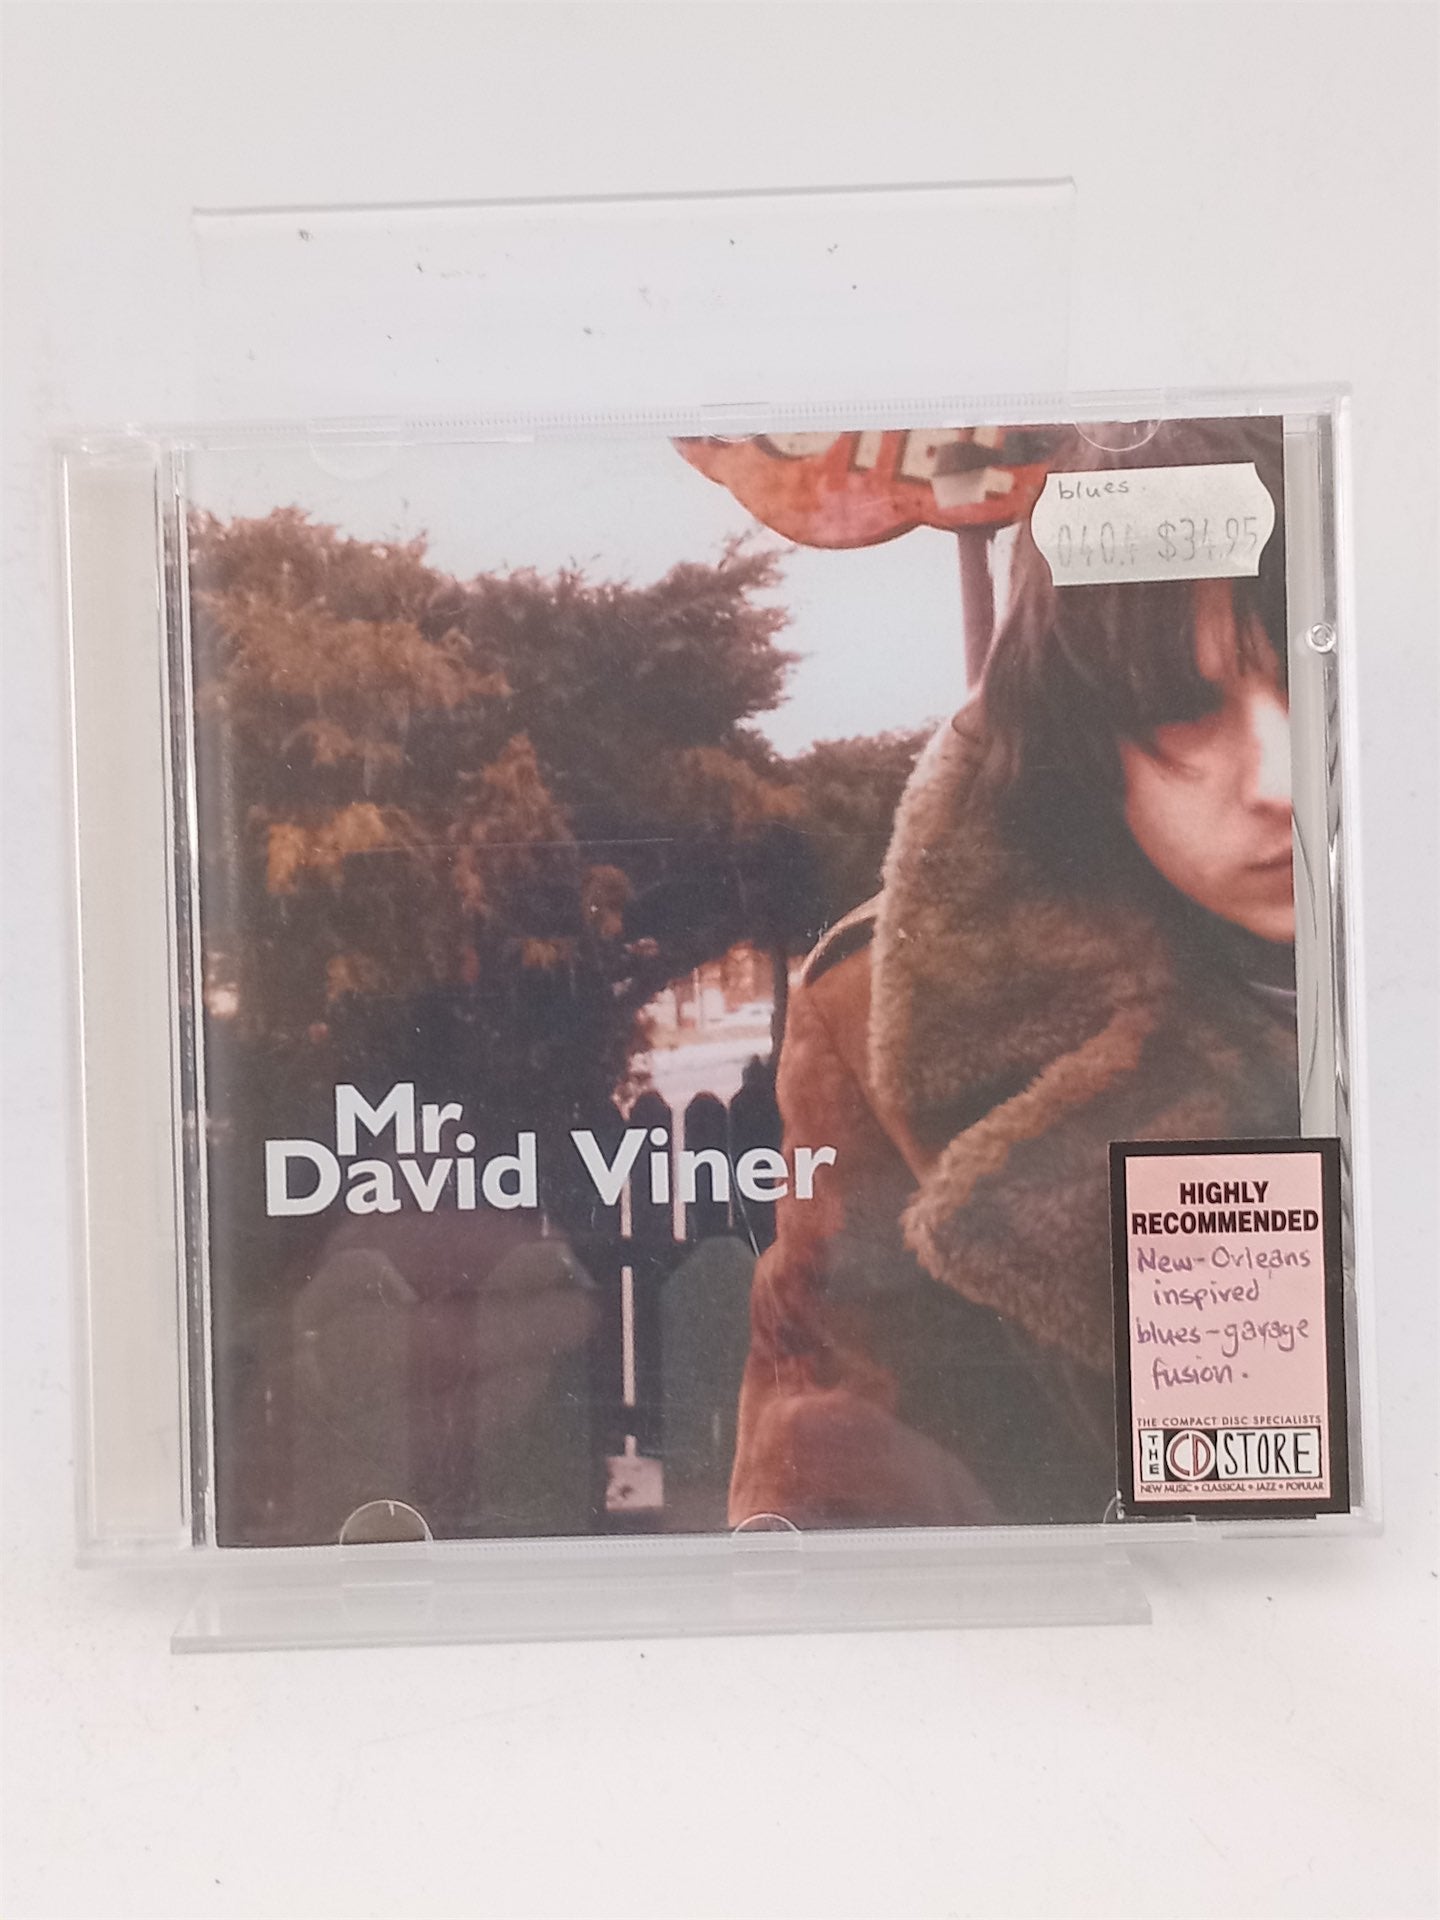 blues.
$34.95
Mr
David Viner
HIGHLY
RECOMMENDED
New-Orleans
inspired
blues-garage
fusion.
THE COMPACT DISC SPECIALISTS
THE CD STORE
NEW MUSIC • CLASSICAL • JAZZ • POPULAR